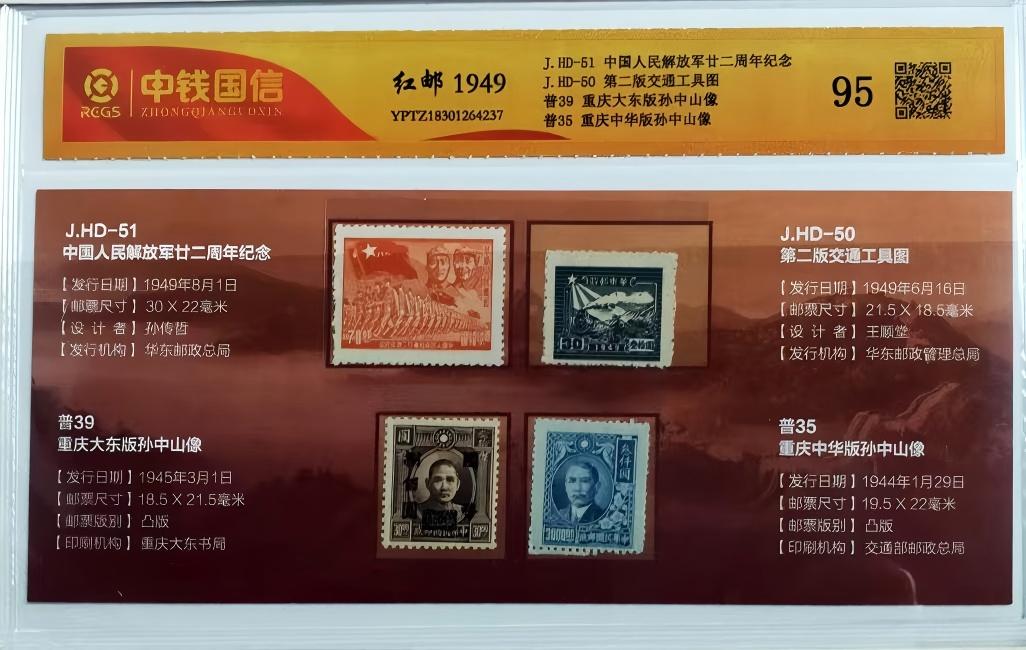 中钱国信
RCGS
ZHONGQIANGUOXIN
红邮 1949
YPTZ18301264237
J.HD-51 中国人民解放军廿二周年纪念
J.HD-50 第二版交通工具图
普39 重庆大东版孙中山像
普35 重庆中华版孙中山像
95
J.HD-51
中国人民解放军廿二周年纪念
【发行日期】1949年8月1日
【邮票尺寸】30 X 22毫米
【设 计 者】孙传哲
【发行机构】华东邮政总局
J.HD-50
第二版交通工具图
【发行日期】1949年6月16日
【邮票尺寸】21.5 X 18.5毫米
【设 计 者】王顺堂
【发行机构】华东邮政管理总局
普39
重庆大东版孙中山像
【发行日期】1945年3月1日
【邮票尺寸】18.5 X 21.5毫米
【邮票版别】凸版
【印刷机构】重庆大东书局
普35
重庆中华版孙中山像
【发行日期】1944年1月29日
【邮票尺寸】19.5 X 22毫米
【邮票版别】凸版
【印刷机构】交通部邮政总局